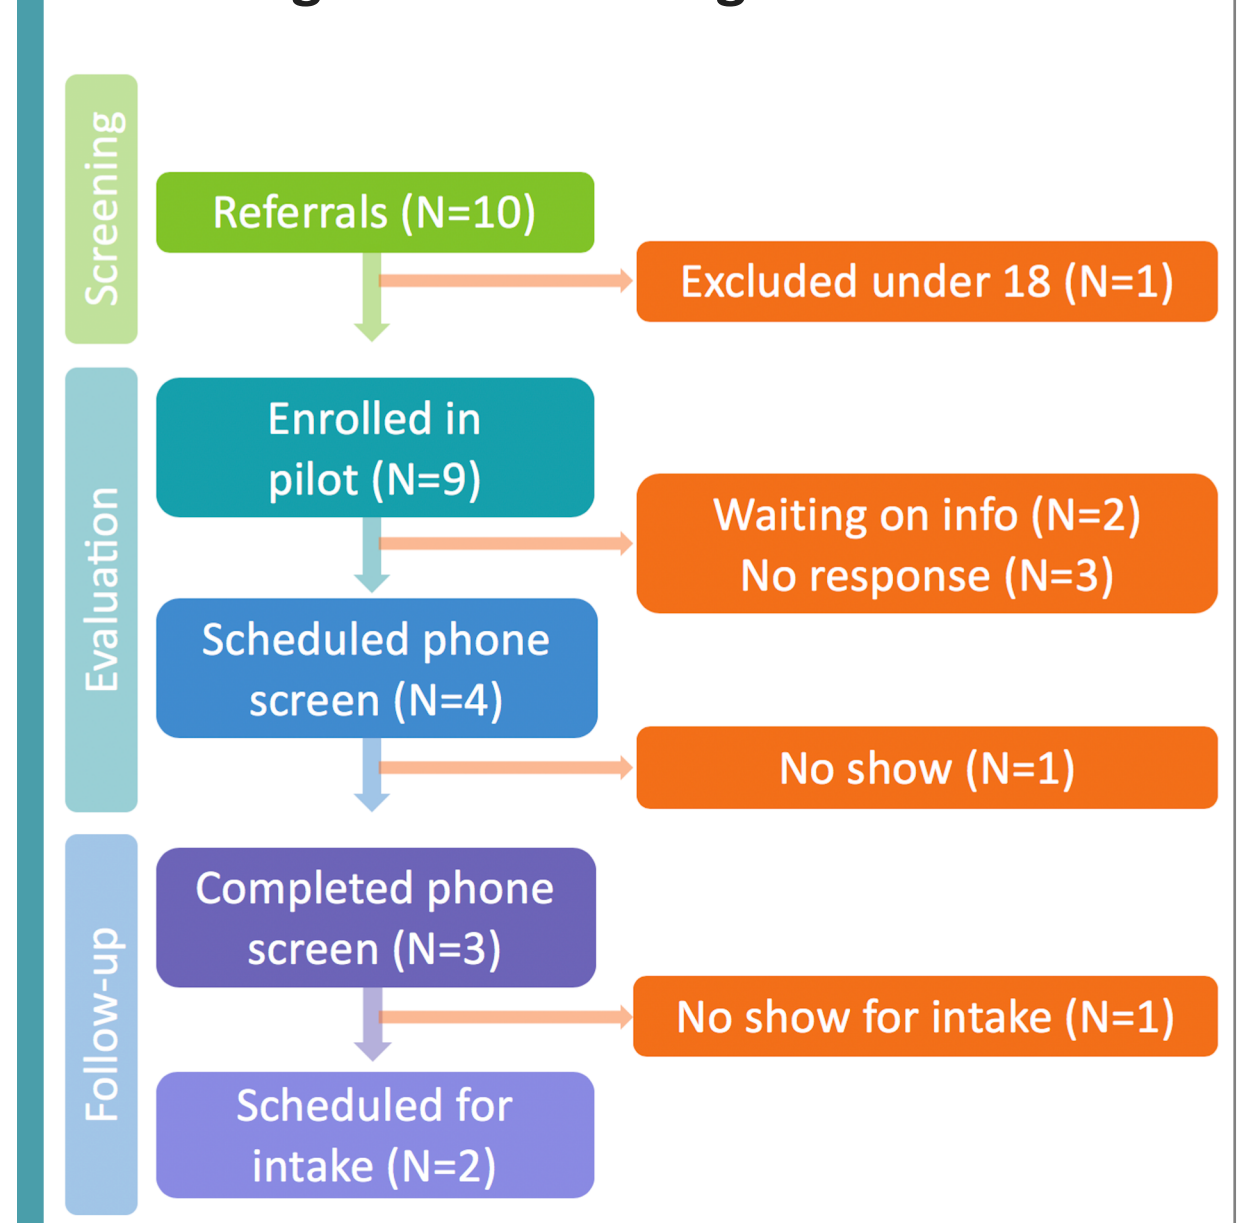 Screening
Referrals (N=10)
Excluded under 18 (N=1)
Evaluation
Enrolled in
pilot (N=9)
Waiting on info (N=2)
No response (N=3)
Scheduled phone
screen (N=4)
No show (N=1)
Follow-up
Completed phone
screen (N=3)
No show for intake (N=1)
Scheduled for
intake (N=2)